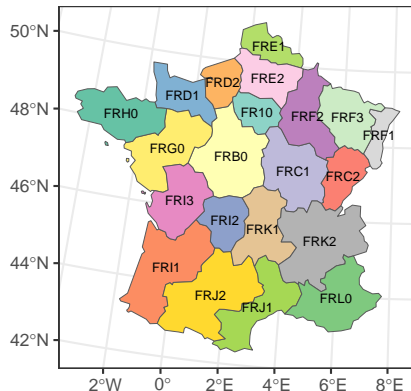 50°N
48°N
46°N
44°N
42°N
FRE1
FRD2
FRE2
FRD1
FRH0
FR10
FRF2
FRF3
FRF1
FRG0
FRB0
FRC1
FRC2
FRI3
FRI2
FRK1
FRK2
FRI1
FRJ2
FRJ1
FRL0
2°W
0°
2°E
4°E
6°E
8°E